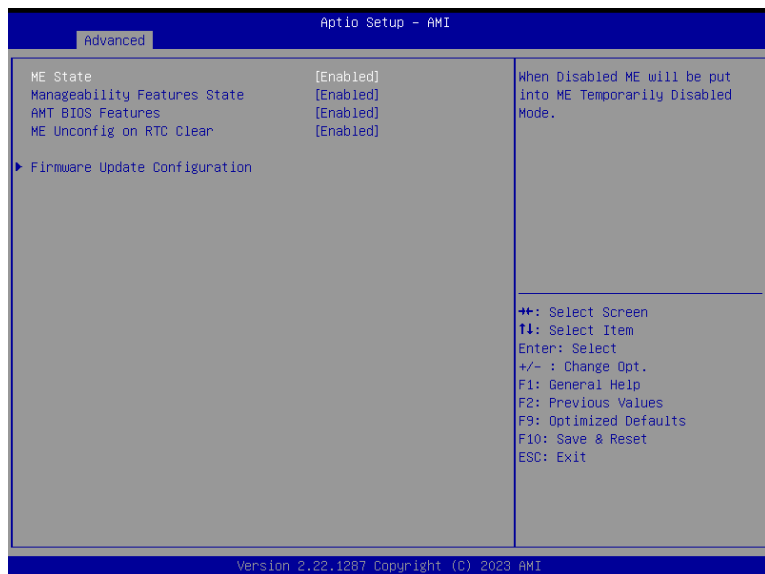 Aptio Setup - AMI
Advanced
ME State [Enabled]
Manageability Features State [Enabled]
AMT BIOS Features [Enabled]
ME Unconfig on RTC Clear [Enabled]
▶ Firmware Update Configuration
When Disabled ME will be put
into ME Temporarily Disabled
Mode.
→←: Select Screen
↑↓: Select Item
Enter: Select
+/- : Change Opt.
F1: General Help
F2: Previous Values
F9: Optimized Defaults
F10: Save & Reset
ESC: Exit
Version 2.22.1287 Copyright (C) 2023 AMI